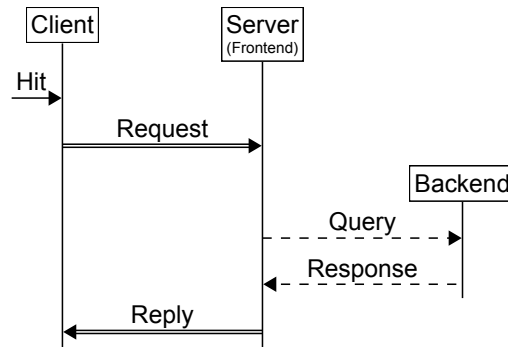 Client
Server
(Frontend)
Hit
Request
Backend
Query
Response
Reply